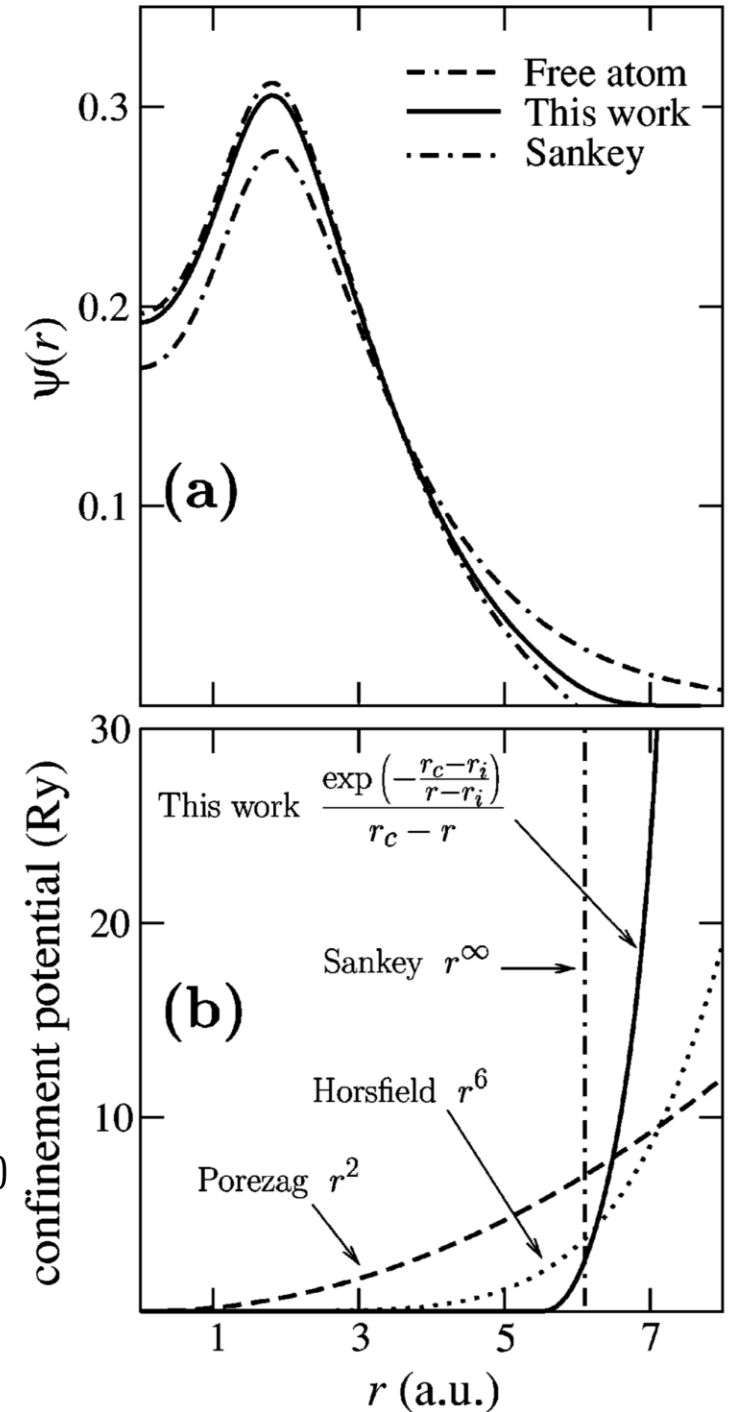 0.3
0.2
0.1
ψ(r)
Free atom
This work
Sankey
(a)
30
20
10
confinement potential (Ry)
This work exp(−(r_c−r_i)/(r−r_i))/(r_c − r)
Sankey r^∞
(b)
Horsfield r^6
Porezag r^2
1 3 5 7
r (a.u.)